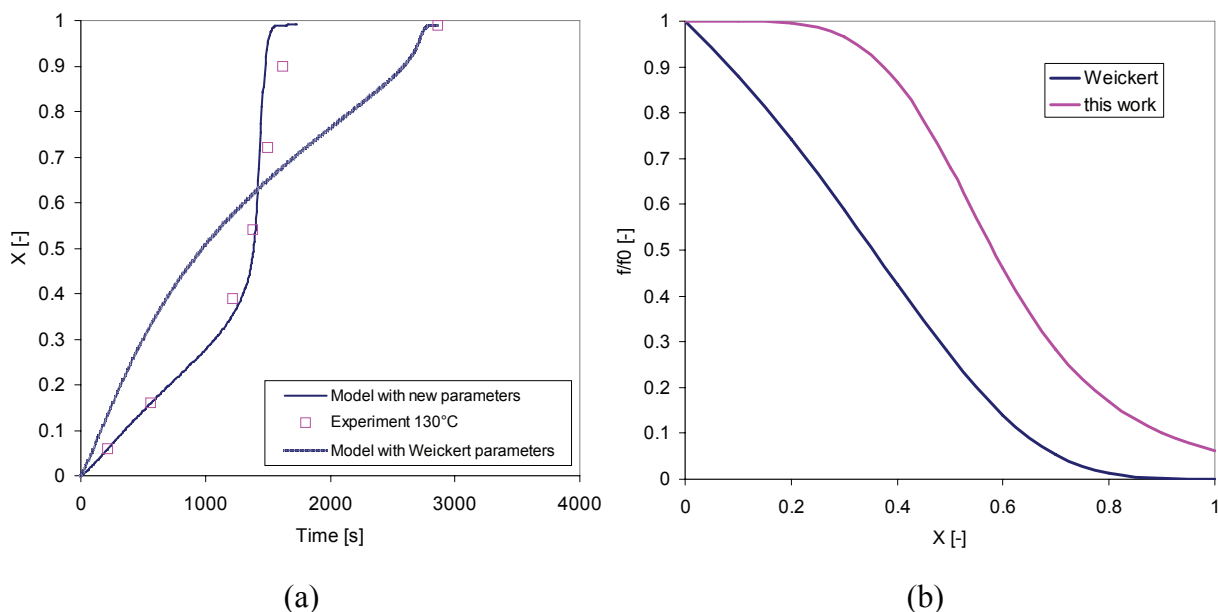 1
0.9
0.8
0.7
0.6
0.5
0.4
0.3
0.2
0.1
0
X [-]
0 1000 2000 3000 4000
Time [s]
Model with new parameters
Experiment 130°C
Model with Weickert parameters
(a)
1
0.9
0.8
0.7
0.6
0.5
0.4
0.3
0.2
0.1
0
f/f0 [-]
0 0.2 0.4 0.6 0.8 1
X [-]
Weickert
this work
(b)